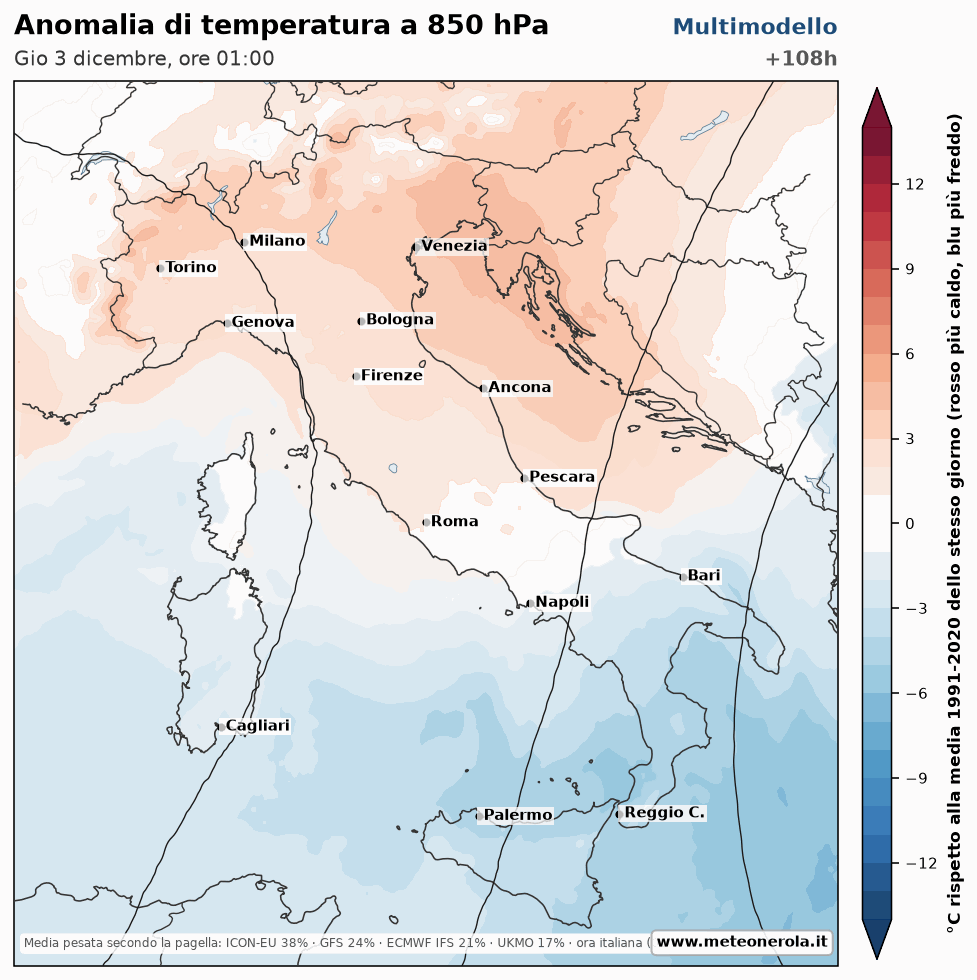 Anomalia di temperatura a 850 hPa
Multimodello
Gio 3 dicembre, ore 01:00
+108h
Milano
Venezia
Torino
Genova
Bologna
Firenze
Ancona
Pescara
Roma
Bari
Napoli
Cagliari
Palermo
Reggio C.
12
9
6
3
0
−3
−6
−9
−12
°C rispetto alla media 1991-2020 dello stesso giorno (rosso più caldo, blu più freddo)
Media pesata secondo la pagella: ICON-EU 38% · GFS 24% · ECMWF IFS 21% · UKMO 17% · ora italiana (
www.meteonerola.it